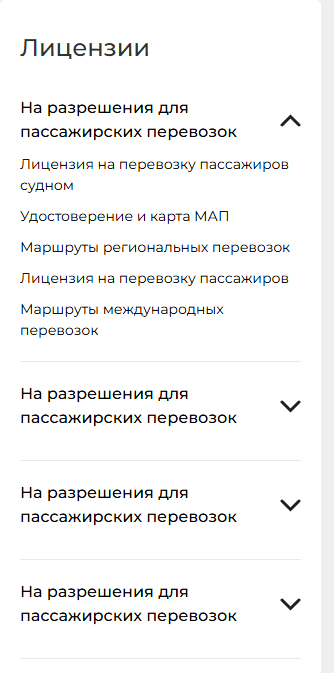 Лицензии
На разрешения для
пассажирских перевозок
Лицензия на перевозку пассажиров
судном
Удостоверение и карта МАП
Маршруты региональных перевозок
Лицензия на перевозку пассажиров
Маршруты международных
перевозок
На разрешения для
пассажирских перевозок
На разрешения для
пассажирских перевозок
На разрешения для
пассажирских перевозок